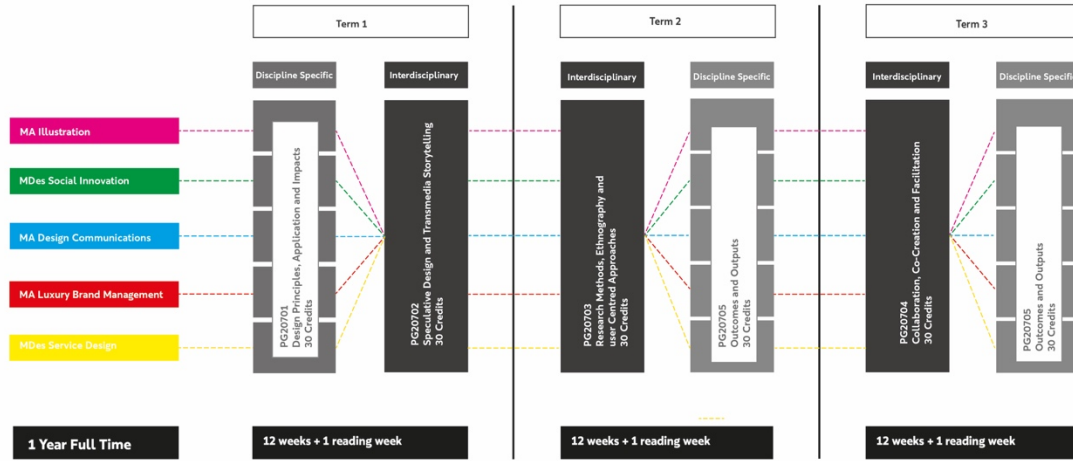 Term 1
Term 2
Term 3
Discipline Specific
Interdisciplinary
Interdisciplinary
Discipline Specific
Interdisciplinary
Discipline Specific
MA Illustration
MDes Social Innovation
MA Design Communications
MA Luxury Brand Management
MDes Service Design
PG20701
Design Principles, Application and Impacts
30 Credits
PG20702
Speculative Design and Transmedia Storytelling
30 Credits
PG20703
Research Methods, Ethnography and
user Centred Approaches
30 Credits
PG20705
Outcomes and Outputs
30 Credits
PG20704
Collaboration, Co-Creation and Facilitation
30 Credits
PG20705
Outcomes and Outputs
30 Credits
1 Year Full Time
12 weeks + 1 reading week
12 weeks + 1 reading week
12 weeks + 1 reading week